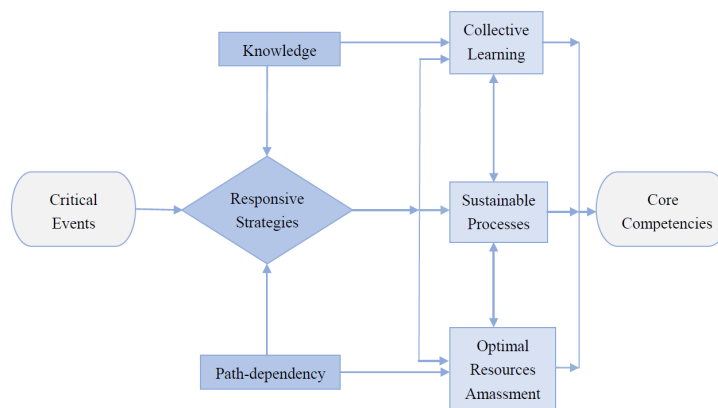 Collective
Learning
Knowledge
Critical
Events
Responsive
Strategies
Sustainable
Processes
Core
Competencies
Path-dependency
Optimal
Resources
Amassment